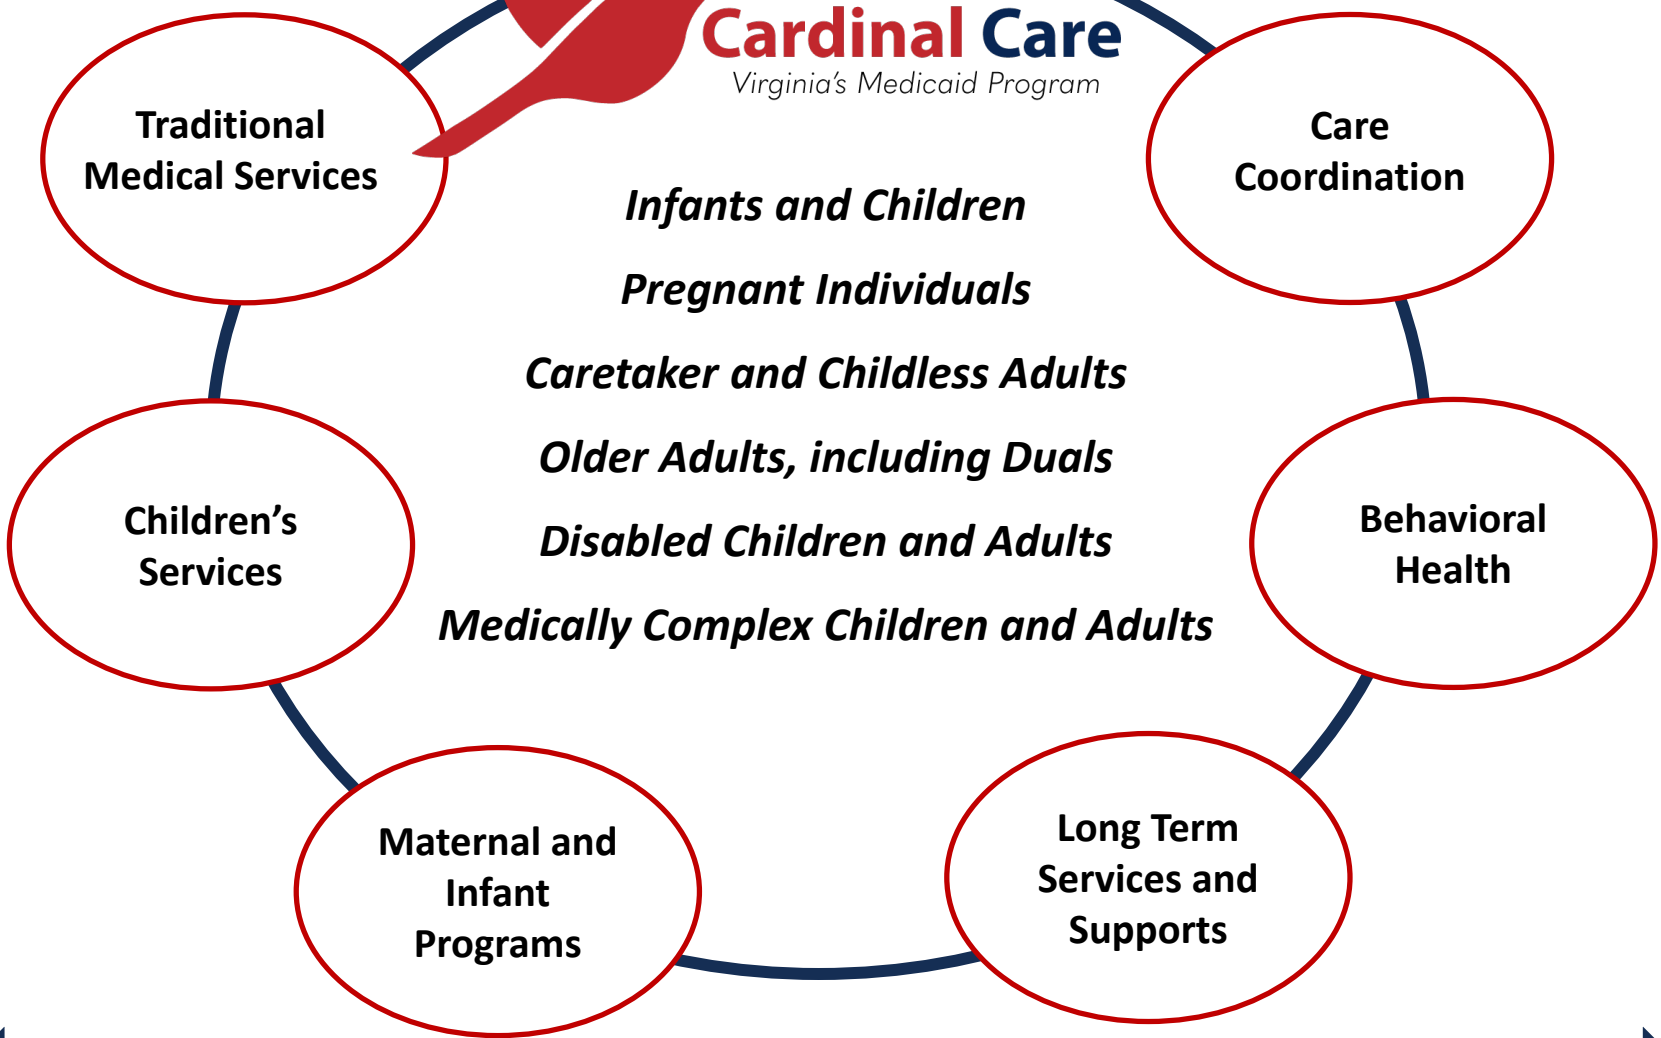 Cardinal Care
Virginia's Medicaid Program
Traditional
Medical Services
Care
Coordination
Infants and Children
Pregnant Individuals
Caretaker and Childless Adults
Older Adults, including Duals
Disabled Children and Adults
Medically Complex Children and Adults
Children’s
Services
Behavioral
Health
Maternal and
Infant
Programs
Long Term
Services and
Supports